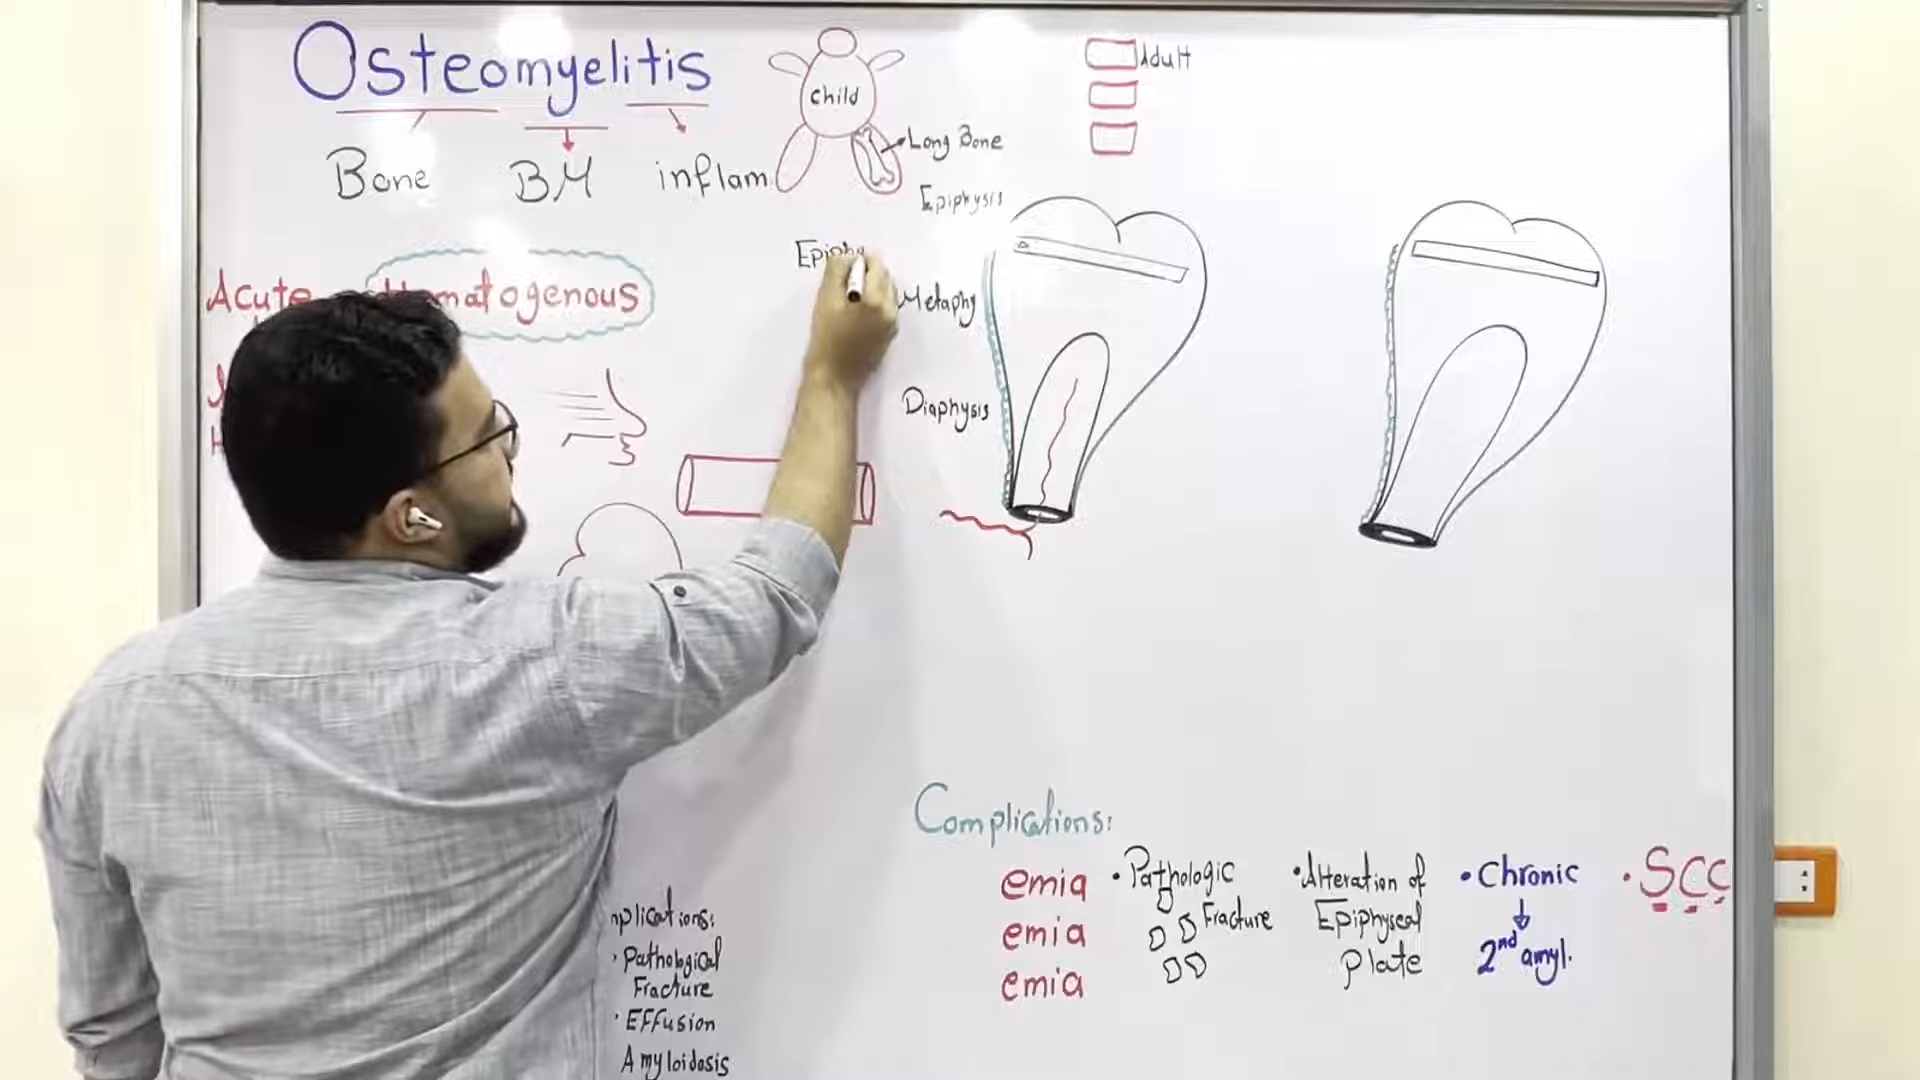 Osteomyelitis
Bone BM inflam
child
Long Bone
Adult
Epiphysis
Acute Hematogenous
Metaphy
Diaphysis
Complications:
emia
emia
emia
• Pathologic
Fracture
• Alteration of
Epiphyseal
plate
• Chronic
2nd amyl.
• SCC
mplications:
• Pathological
Fracture
• Effusion
Amyloidosis